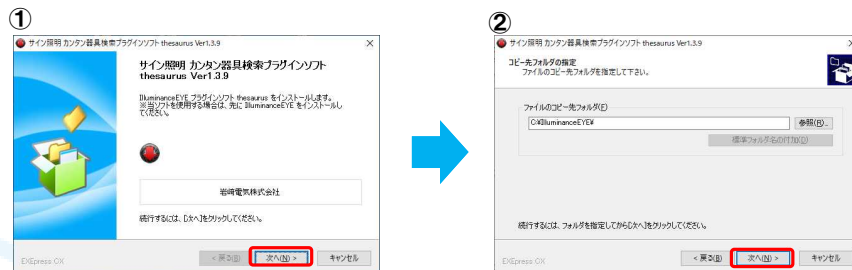 ①
サイン照明 カンタン器具検索プラグインソフト thesaurus Ver1.3.9
サイン照明 カンタン器具検索プラグインソフト
thesaurus Ver1.3.9
IlluminanceEYE プラグインソフト thesaurus をインストールします。
※当ソフトを使用する場合は、先に IlluminanceEYE をインストールし
てください。
岩崎電気株式会社
続行するには、[次へ]をクリックしてください。
EXEpress CX
< 戻る(B)
次へ(N) >
キャンセル
②
サイン照明 カンタン器具検索プラグインソフト thesaurus Ver1.3.9
コピー先フォルダの指定
ファイルのコピー先フォルダを指定して下さい。
ファイルのコピー先フォルダ(F)
C:¥IlluminanceEYE¥
参照(R)...
標準フォルダ名の付加(D)
続行するには、フォルダを指定してから[次へ]をクリックしてください。
EXEpress CX
< 戻る(B)
次へ(N) >
キャンセル